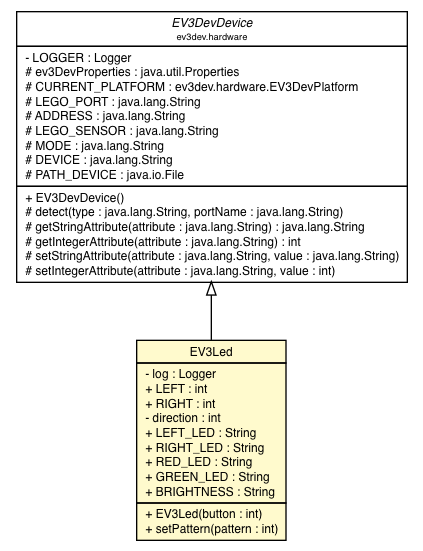 EV3DevDevice
ev3dev.hardware
- LOGGER : Logger
# ev3DevProperties : java.util.Properties
# CURRENT_PLATFORM : ev3dev.hardware.EV3DevPlatform
# LEGO_PORT : java.lang.String
# ADDRESS : java.lang.String
# LEGO_SENSOR : java.lang.String
# MODE : java.lang.String
# DEVICE : java.lang.String
# PATH_DEVICE : java.io.File
+ EV3DevDevice()
# detect(type : java.lang.String, portName : java.lang.String)
# getStringAttribute(attribute : java.lang.String) : java.lang.String
# getIntegerAttribute(attribute : java.lang.String) : int
# setStringAttribute(attribute : java.lang.String, value : java.lang.String)
# setIntegerAttribute(attribute : java.lang.String, value : int)
EV3Led
- log : Logger
+ LEFT : int
+ RIGHT : int
- direction : int
+ LEFT_LED : String
+ RIGHT_LED : String
+ RED_LED : String
+ GREEN_LED : String
+ BRIGHTNESS : String
+ EV3Led(button : int)
+ setPattern(pattern : int)